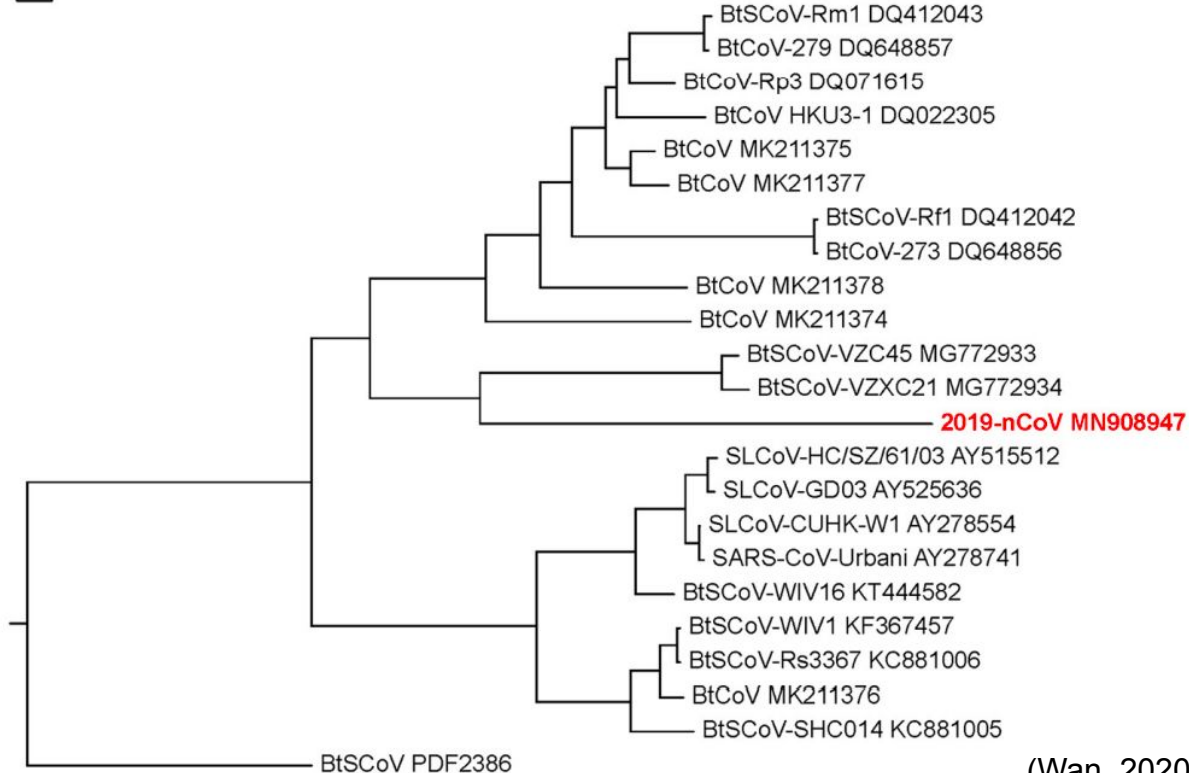 BtSCoV-Rm1 DQ412043
BtCoV-279 DQ648857
BtCoV-Rp3 DQ071615
BtCoV HKU3-1 DQ022305
BtCoV MK211375
BtCoV MK211377
BtSCoV-Rf1 DQ412042
BtCoV-273 DQ648856
BtCoV MK211378
BtCoV MK211374
BtSCoV-VZC45 MG772933
BtSCoV-VZXC21 MG772934
2019-nCoV MN908947
SLCoV-HC/SZ/61/03 AY515512
SLCoV-GD03 AY525636
SLCoV-CUHK-W1 AY278554
SARS-CoV-Urbani AY278741
BtSCoV-WIV16 KT444582
BtSCoV-WIV1 KF367457
BtSCoV-Rs3367 KC881006
BtCoV MK211376
BtSCoV-SHC014 KC881005
BtSCoV PDF2386
(Wan, 2020